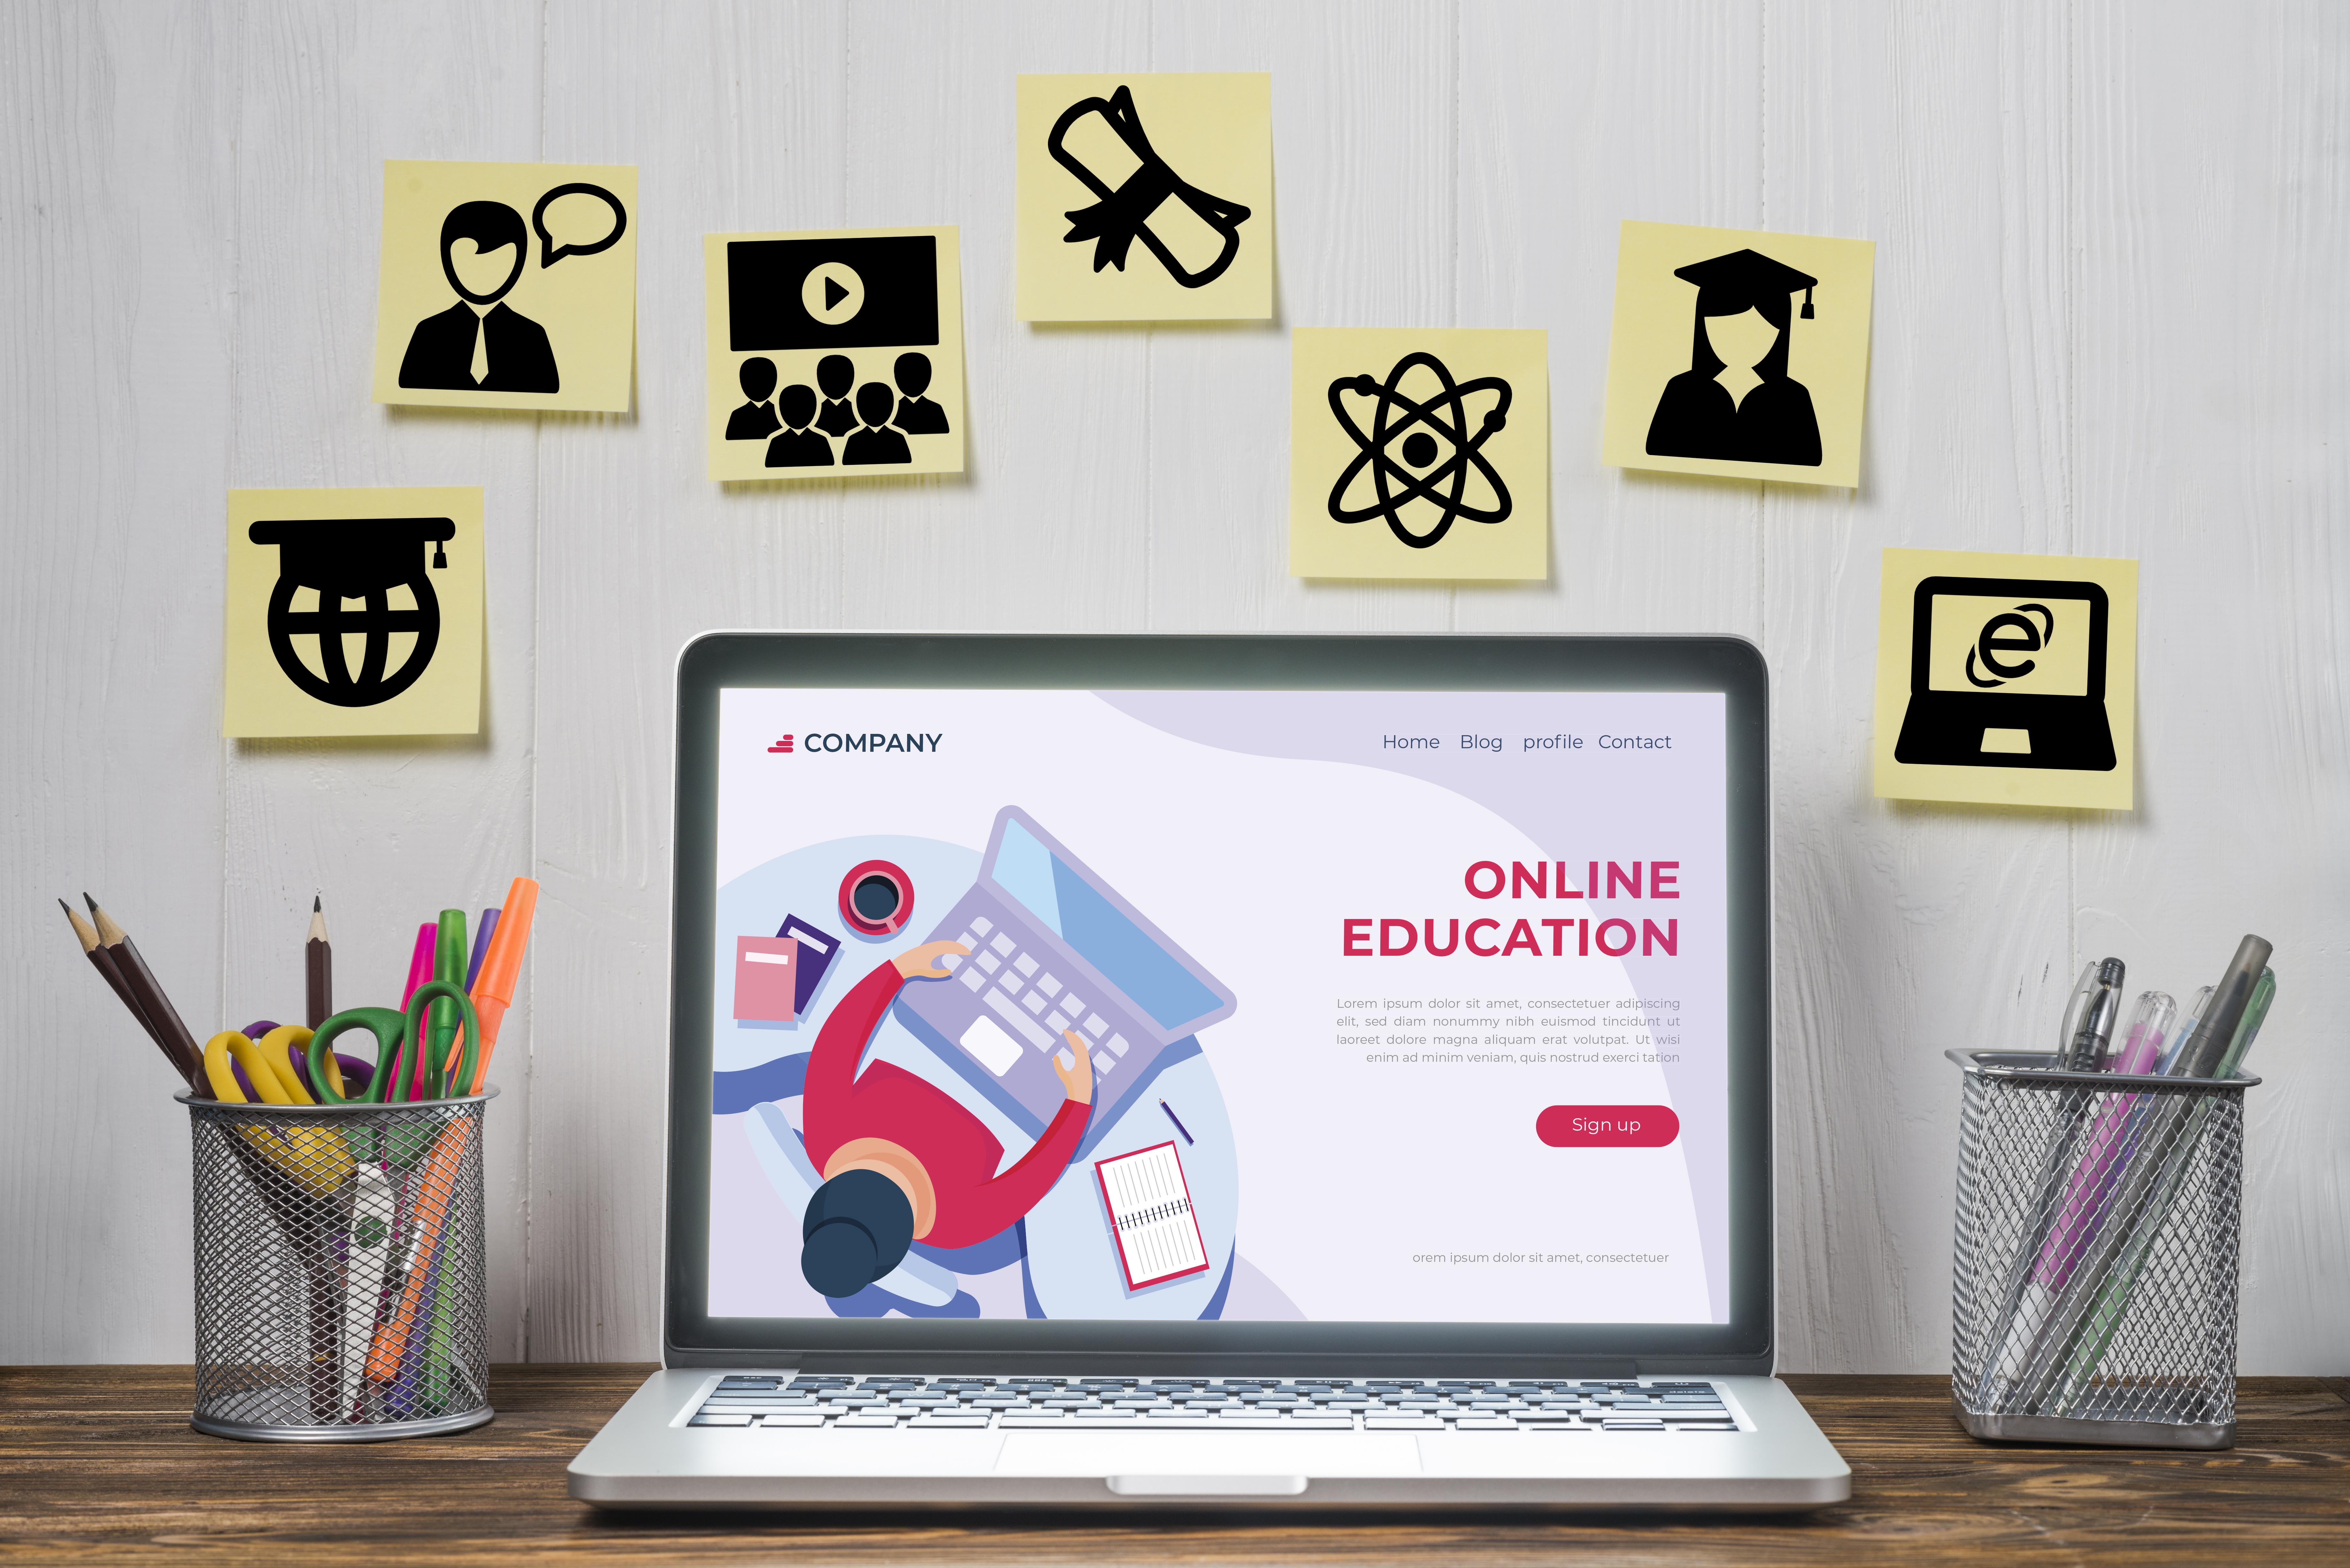 COMPANY
Home Blog profile Contact
ONLINE
EDUCATION
Lorem ipsum dolor sit amet, consectetuer adipiscing
elit, sed diam nonummy nibh euismod tincidunt ut
laoreet dolore magna aliquam erat volutpat. Ut wisi
enim ad minim veniam, quis nostrud exerci tation
Sign up
orem ipsum dolor sit amet, consectetuer